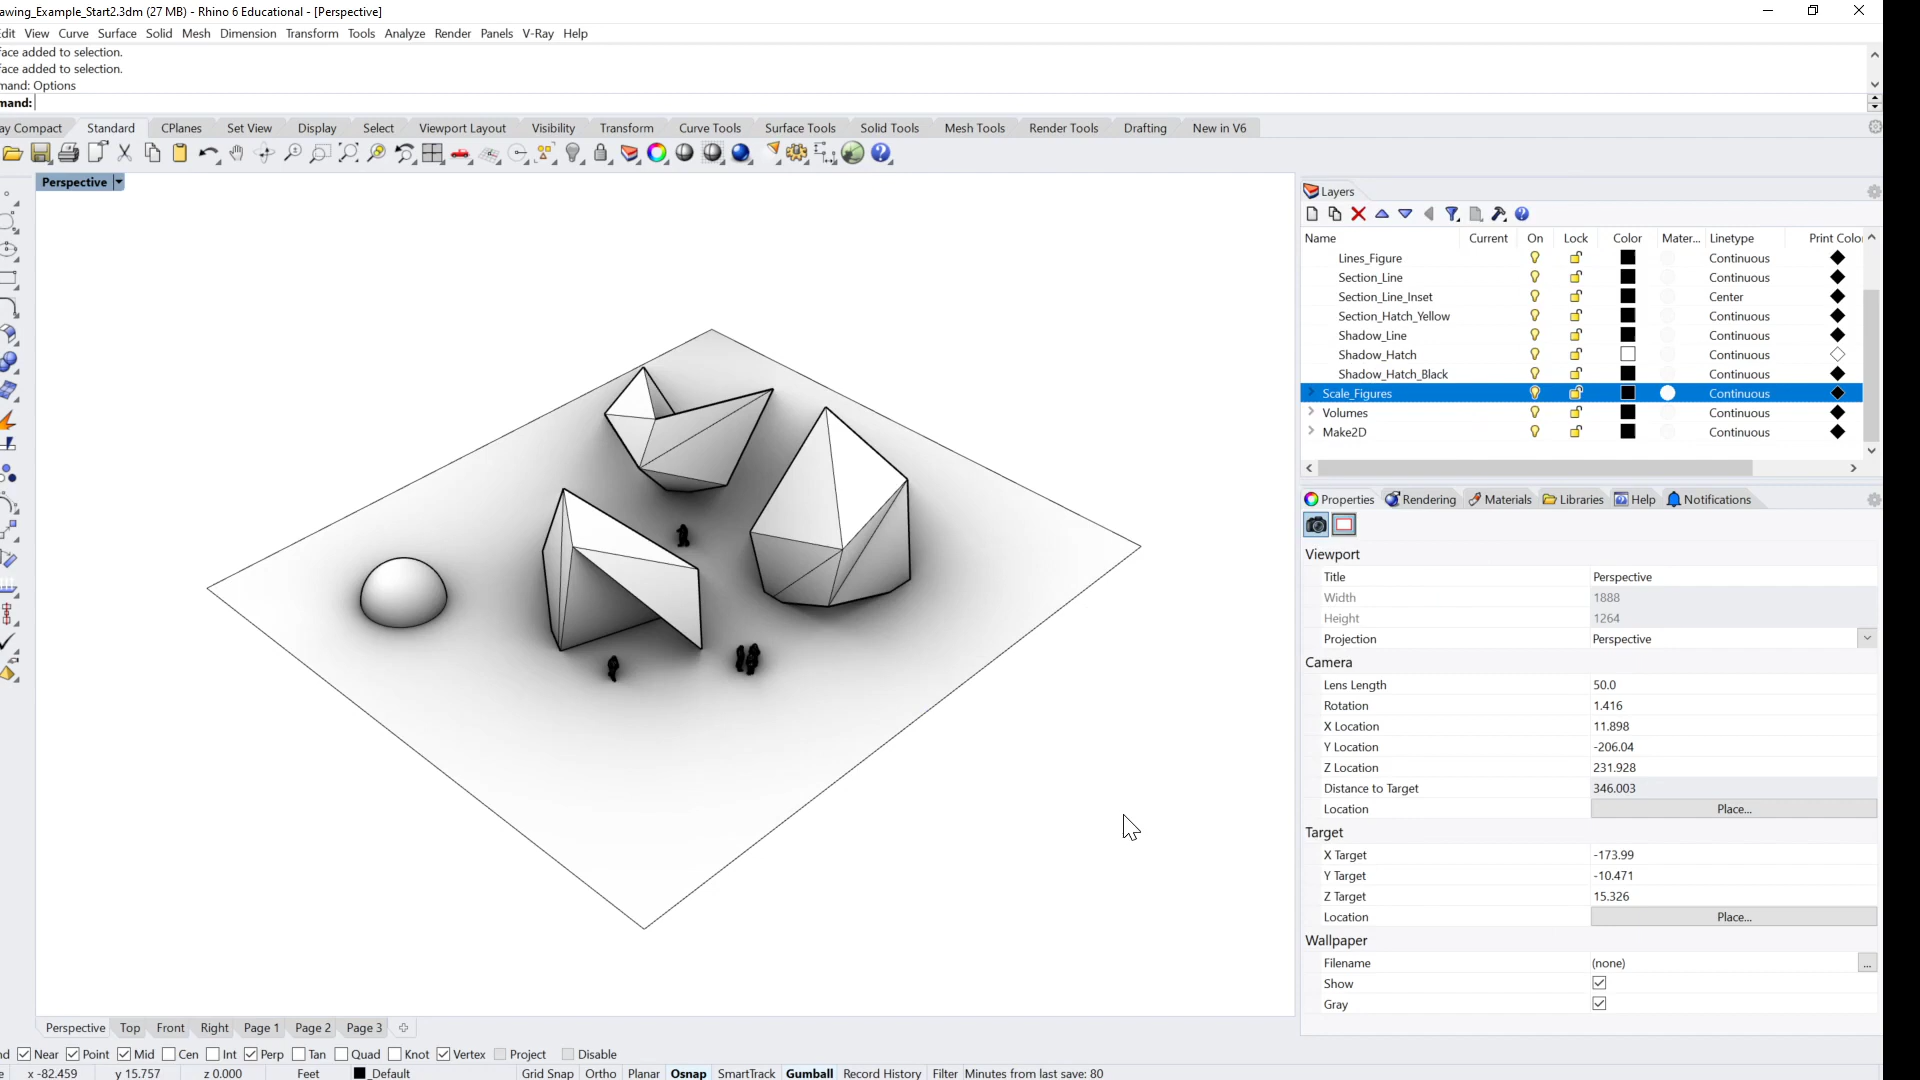 awing_Example_Start2.3dm (27 MB) - Rhino 6 Educational - [Perspective]
dit View Curve Surface Solid Mesh Dimension Transform Tools Analyze Render Panels V-Ray Help
face added to selection.
face added to selection.
mand: Options
mand:
ay Compact Standard CPlanes Set View Display Select Viewport Layout Visibility Transform Curve Tools Surface Tools Solid Tools Mesh Tools Render Tools Drafting New in V6
Perspective
Layers
Name Current On Lock Color Mater... Linetype Print Colo
Lines_Figure Continuous
Section_Line Continuous
Section_Line_Inset Center
Section_Hatch_Yellow Continuous
Shadow_Line Continuous
Shadow_Hatch Continuous
Shadow_Hatch_Black Continuous
Scale_Figures Continuous
Volumes Continuous
Make2D Continuous
Properties Rendering Materials Libraries Help Notifications
Viewport
Title Perspective
Width 1888
Height 1264
Projection Perspective
Camera
Lens Length 50.0
Rotation 1.416
X Location 11.898
Y Location -206.04
Z Location 231.928
Distance to Target 346.003
Location Place...
Target
X Target -173.99
Y Target -10.471
Z Target 15.326
Location Place...
Wallpaper
Filename (none) ...
Show
Gray
Perspective Top Front Right Page 1 Page 2 Page 3
nd Near Point Mid Cen Int Perp Tan Quad Knot Vertex Project Disable
e x -82.459 y 15.757 z 0.000 Feet _Default Grid Snap Ortho Planar Osnap SmartTrack Gumball Record History Filter Minutes from last save: 80